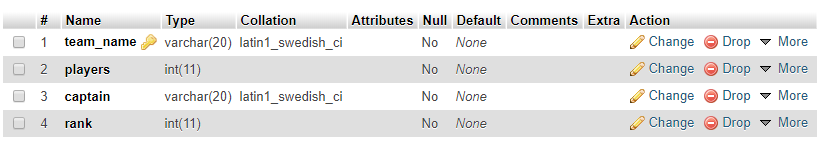 # Name Type Collation Attributes Null Default Comments Extra Action
1 team_name varchar(20) latin1_swedish_ci No None Change Drop More
2 players int(11) No None Change Drop More
3 captain varchar(20) latin1_swedish_ci No None Change Drop More
4 rank int(11) No None Change Drop More